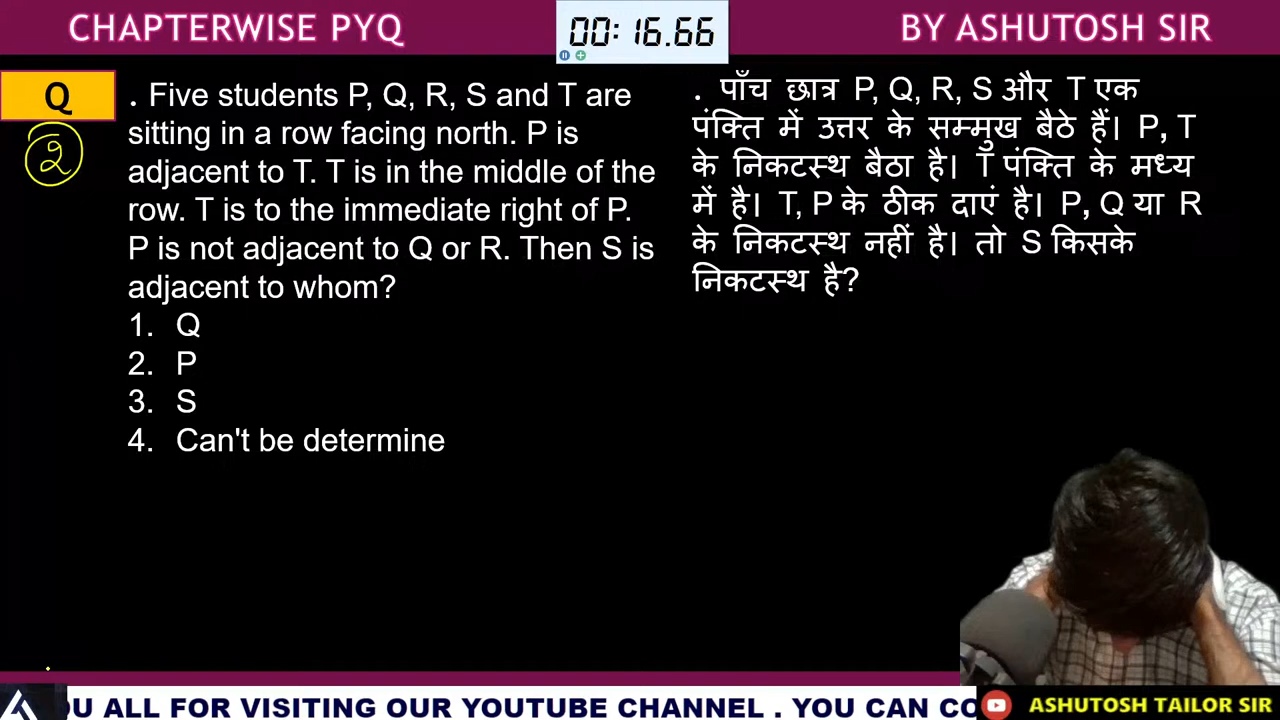 CHAPTERWISE PYQ
00: 16.66
BY ASHUTOSH SIR
Q
2
. Five students P, Q, R, S and T are
sitting in a row facing north. P is
adjacent to T. T is in the middle of the
row. T is to the immediate right of P.
P is not adjacent to Q or R. Then S is
adjacent to whom?
1. Q
2. P
3. S
4. Can't be determine
. पाँच छात्र P, Q, R, S और T एक
पंक्ति में उत्तर के सम्मुख बैठे हैं। P, T
के निकटस्थ बैठा है। T पंक्ति के मध्य
में है। T, P के ठीक दाएं है। P, Q या R
के निकटस्थ नहीं है। तो S किसके
निकटस्थ है?
OU ALL FOR VISITING OUR YOUTUBE CHANNEL . YOU CAN CO
ASHUTOSH TAILOR SIR